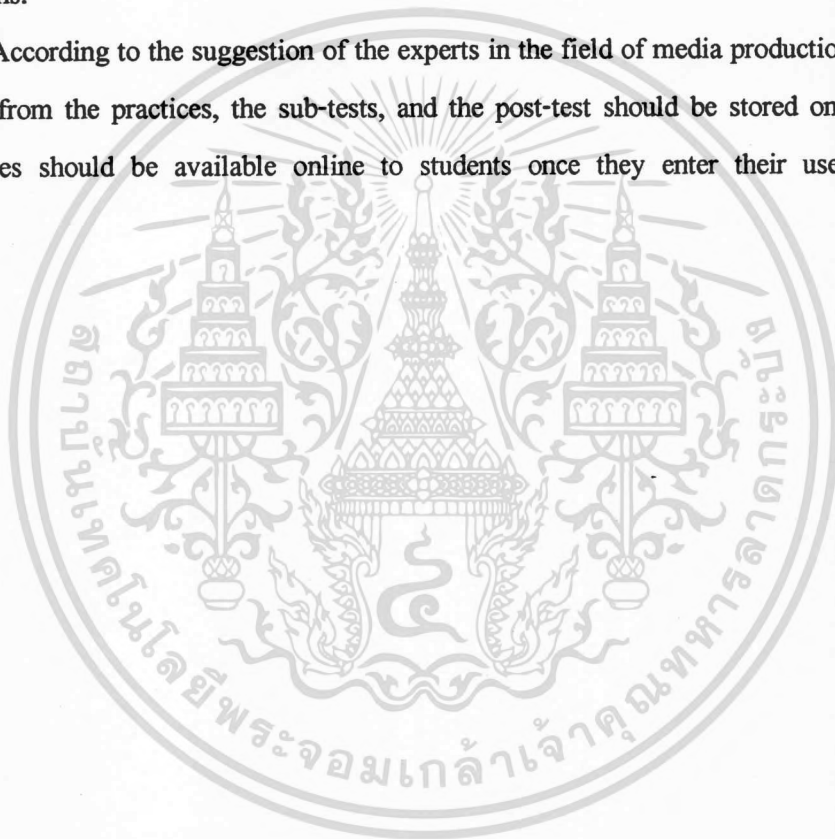 According to the suggestion of the experts in the field of media productio
from the practices, the sub-tests, and the post-test should be stored on
es should be available online to students once they enter their use
สถาบันเทคโนโลยีพระจอมเกล้าเจ้าคุณทหารลาดกระบัง